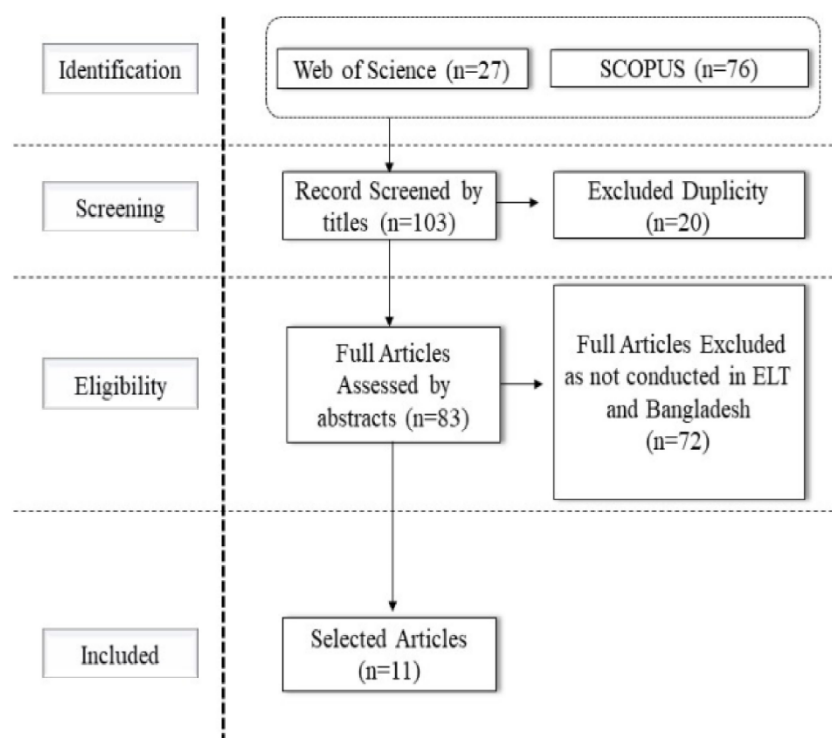 Identification
Web of Science (n=27)
SCOPUS (n=76)
Screening
Record Screened by
titles (n=103)
Excluded Duplicity
(n=20)
Eligibility
Full Articles
Assessed by
abstracts (n=83)
Full Articles Excluded
as not conducted in ELT
and Bangladesh
(n=72)
Included
Selected Articles
(n=11)